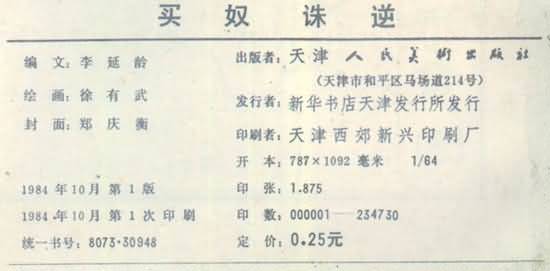 买奴诛逆
编文：李延龄
绘画：徐有武
封面：郑庆衡
1984年10月第1版
1984.年10月第1次印刷
统一书号：8073·30948
出版者：天津人民美術出版社
（天津市和平区马场道214号）
发行者：新华书店天津发行所发行
印刷者：天津西郊新兴印刷厂
开本：787×1092毫米 1/64
印张：1.875
印数：000001—234730
定价：0.25元